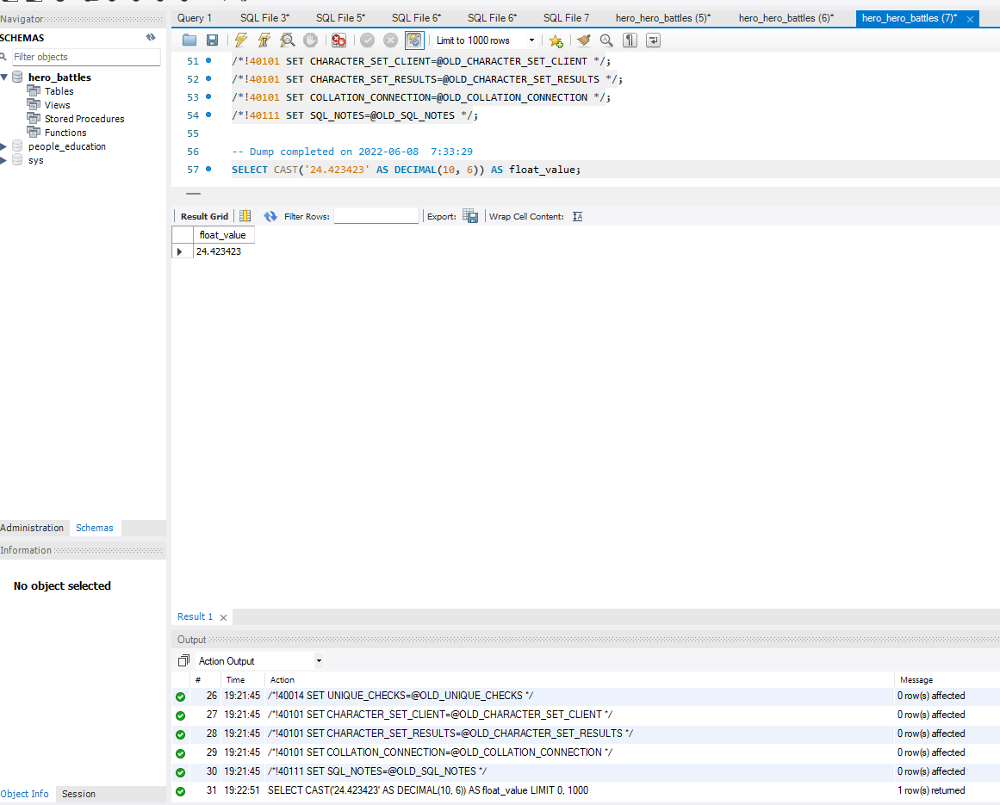 Navigator
SCHEMAS
Filter objects
hero_battles
Tables
Views
Stored Procedures
Functions
people_education
sys
Administration Schemas
Information
No object selected
Object Info Session
Query 1 SQL File 3* SQL File 5* SQL File 6* SQL File 6* SQL File 7 hero_hero_battles (5)* hero_hero_battles (6)* hero_hero_battles (7)*
Limit to 1000 rows
51 /*!40101 SET CHARACTER_SET_CLIENT=@OLD_CHARACTER_SET_CLIENT */;
52 /*!40101 SET CHARACTER_SET_RESULTS=@OLD_CHARACTER_SET_RESULTS */;
53 /*!40101 SET COLLATION_CONNECTION=@OLD_COLLATION_CONNECTION */;
54 /*!40111 SET SQL_NOTES=@OLD_SQL_NOTES */;
55
56 -- Dump completed on 2022-06-08  7:33:29
57 SELECT CAST('24.423423' AS DECIMAL(10, 6)) AS float_value;
Result Grid Filter Rows: Export: Wrap Cell Content:
float_value
24.423423
Result 1
Output
Action Output
# Time Action Message
26 19:21:45 /*!40014 SET UNIQUE_CHECKS=@OLD_UNIQUE_CHECKS */ 0 row(s) affected
27 19:21:45 /*!40101 SET CHARACTER_SET_CLIENT=@OLD_CHARACTER_SET_CLIENT */ 0 row(s) affected
28 19:21:45 /*!40101 SET CHARACTER_SET_RESULTS=@OLD_CHARACTER_SET_RESULTS */ 0 row(s) affected
29 19:21:45 /*!40101 SET COLLATION_CONNECTION=@OLD_COLLATION_CONNECTION */ 0 row(s) affected
30 19:21:45 /*!40111 SET SQL_NOTES=@OLD_SQL_NOTES */ 0 row(s) affected
31 19:22:51 SELECT CAST('24.423423' AS DECIMAL(10, 6)) AS float_value LIMIT 0, 1000 1 row(s) returned